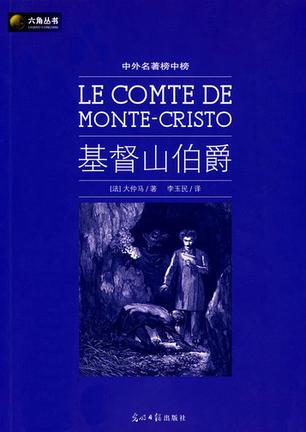 六角丛书
中外名著榜中榜
LE COMTE DE
MONTE-CRISTO
基督山伯爵
[法] 大仲马 / 著 李玉民 / 译
光明日报出版社